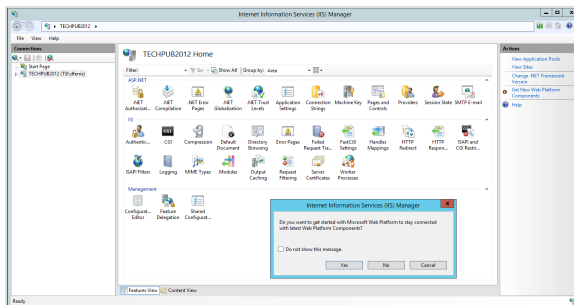 Internet Information Services (IIS) Manager
TECHPUB2012
File View Help
Connections
Start Page
TECHPUB2012 (TSI\dferris)
TECHPUB2012 Home
Filter: Go Show All Group by: Area
ASP.NET
.NET Authorizat...
.NET Compilation
.NET Error Pages
.NET Globalization
.NET Trust Levels
Application Settings
Connection Strings
Machine Key
Pages and Controls
Providers
Session State
SMTP E-mail
IIS
Authentic...
CGI
Compression
Default Document
Directory Browsing
Error Pages
Failed Request Tra...
FastCGI Settings
Handler Mappings
HTTP Redirect
HTTP Respon...
ISAPI and CGI Restri...
ISAPI Filters
Logging
MIME Types
Modules
Output Caching
Request Filtering
Server Certificates
Worker Processes
Management
Configurat... Editor
Feature Delegation
Shared Configurat...
Internet Information Services (IIS) Manager
Do you want to get started with Microsoft Web Platform to stay connected
with latest Web Platform Components?
Do not show this message.
Yes No Cancel
Features View Content View
Ready
Actions
View Application Pools
View Sites
Change .NET Framework
Version
Get New Web Platform
Components
Help